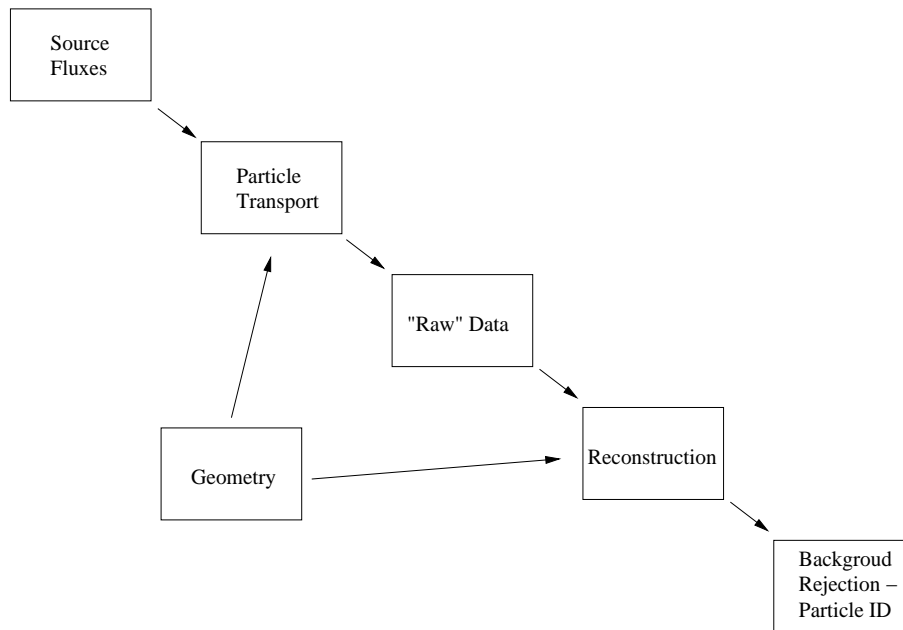 Source
Fluxes
Particle
Transport
"Raw" Data
Geometry
Reconstruction
Backgroud
Rejection –
Particle ID